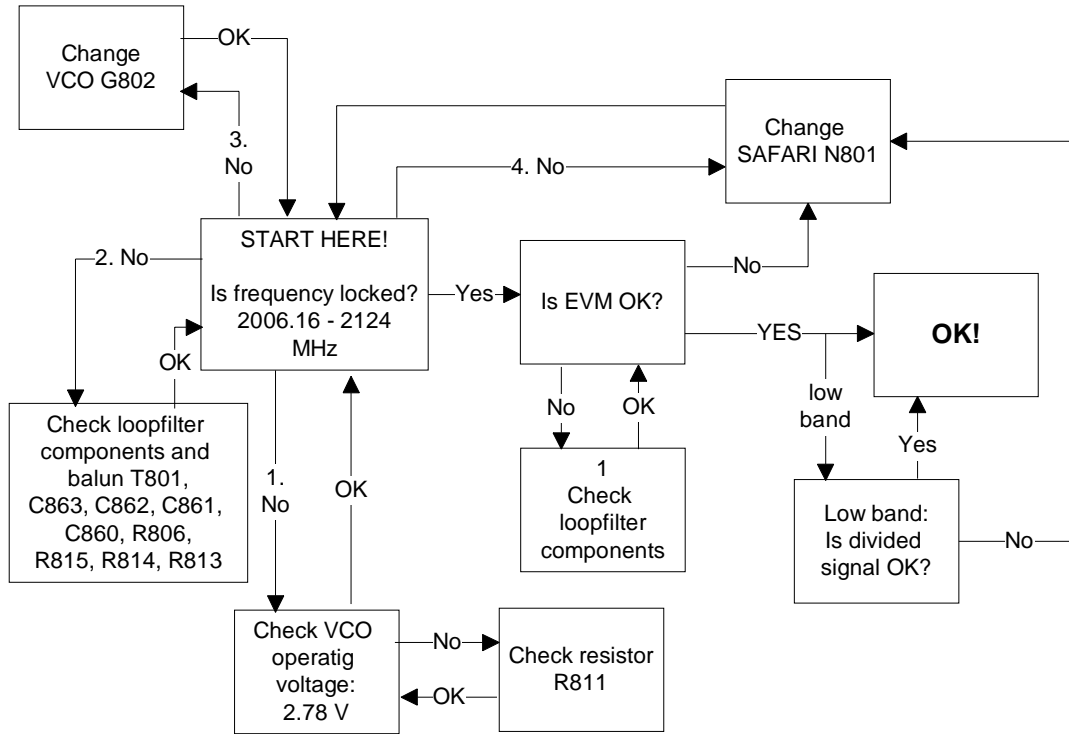 Change
VCO G802
OK
3.
No
Change
SAFARI N801
4. No
START HERE!
Is frequency locked?
2006.16 - 2124
MHz
2. No
OK
Yes
Is EVM OK?
No
YES
OK!
low
band
Yes
No
OK
Check loopfilter
components and
balun T801,
C863, C862, C861,
C860, R806,
R815, R814, R813
1.
No
OK
1
Check
loopfilter
components
Low band:
Is divided
signal OK?
No
Check VCO
operatig
voltage:
2.78 V
No
OK
Check resistor
R811